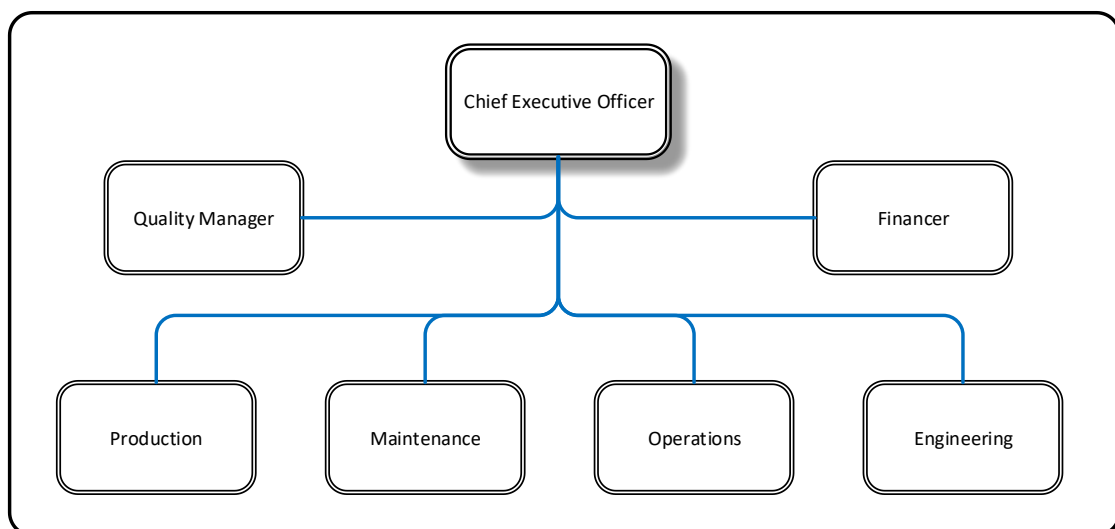 Chief Executive Officer
Quality Manager
Financer
Production
Maintenance
Operations
Engineering